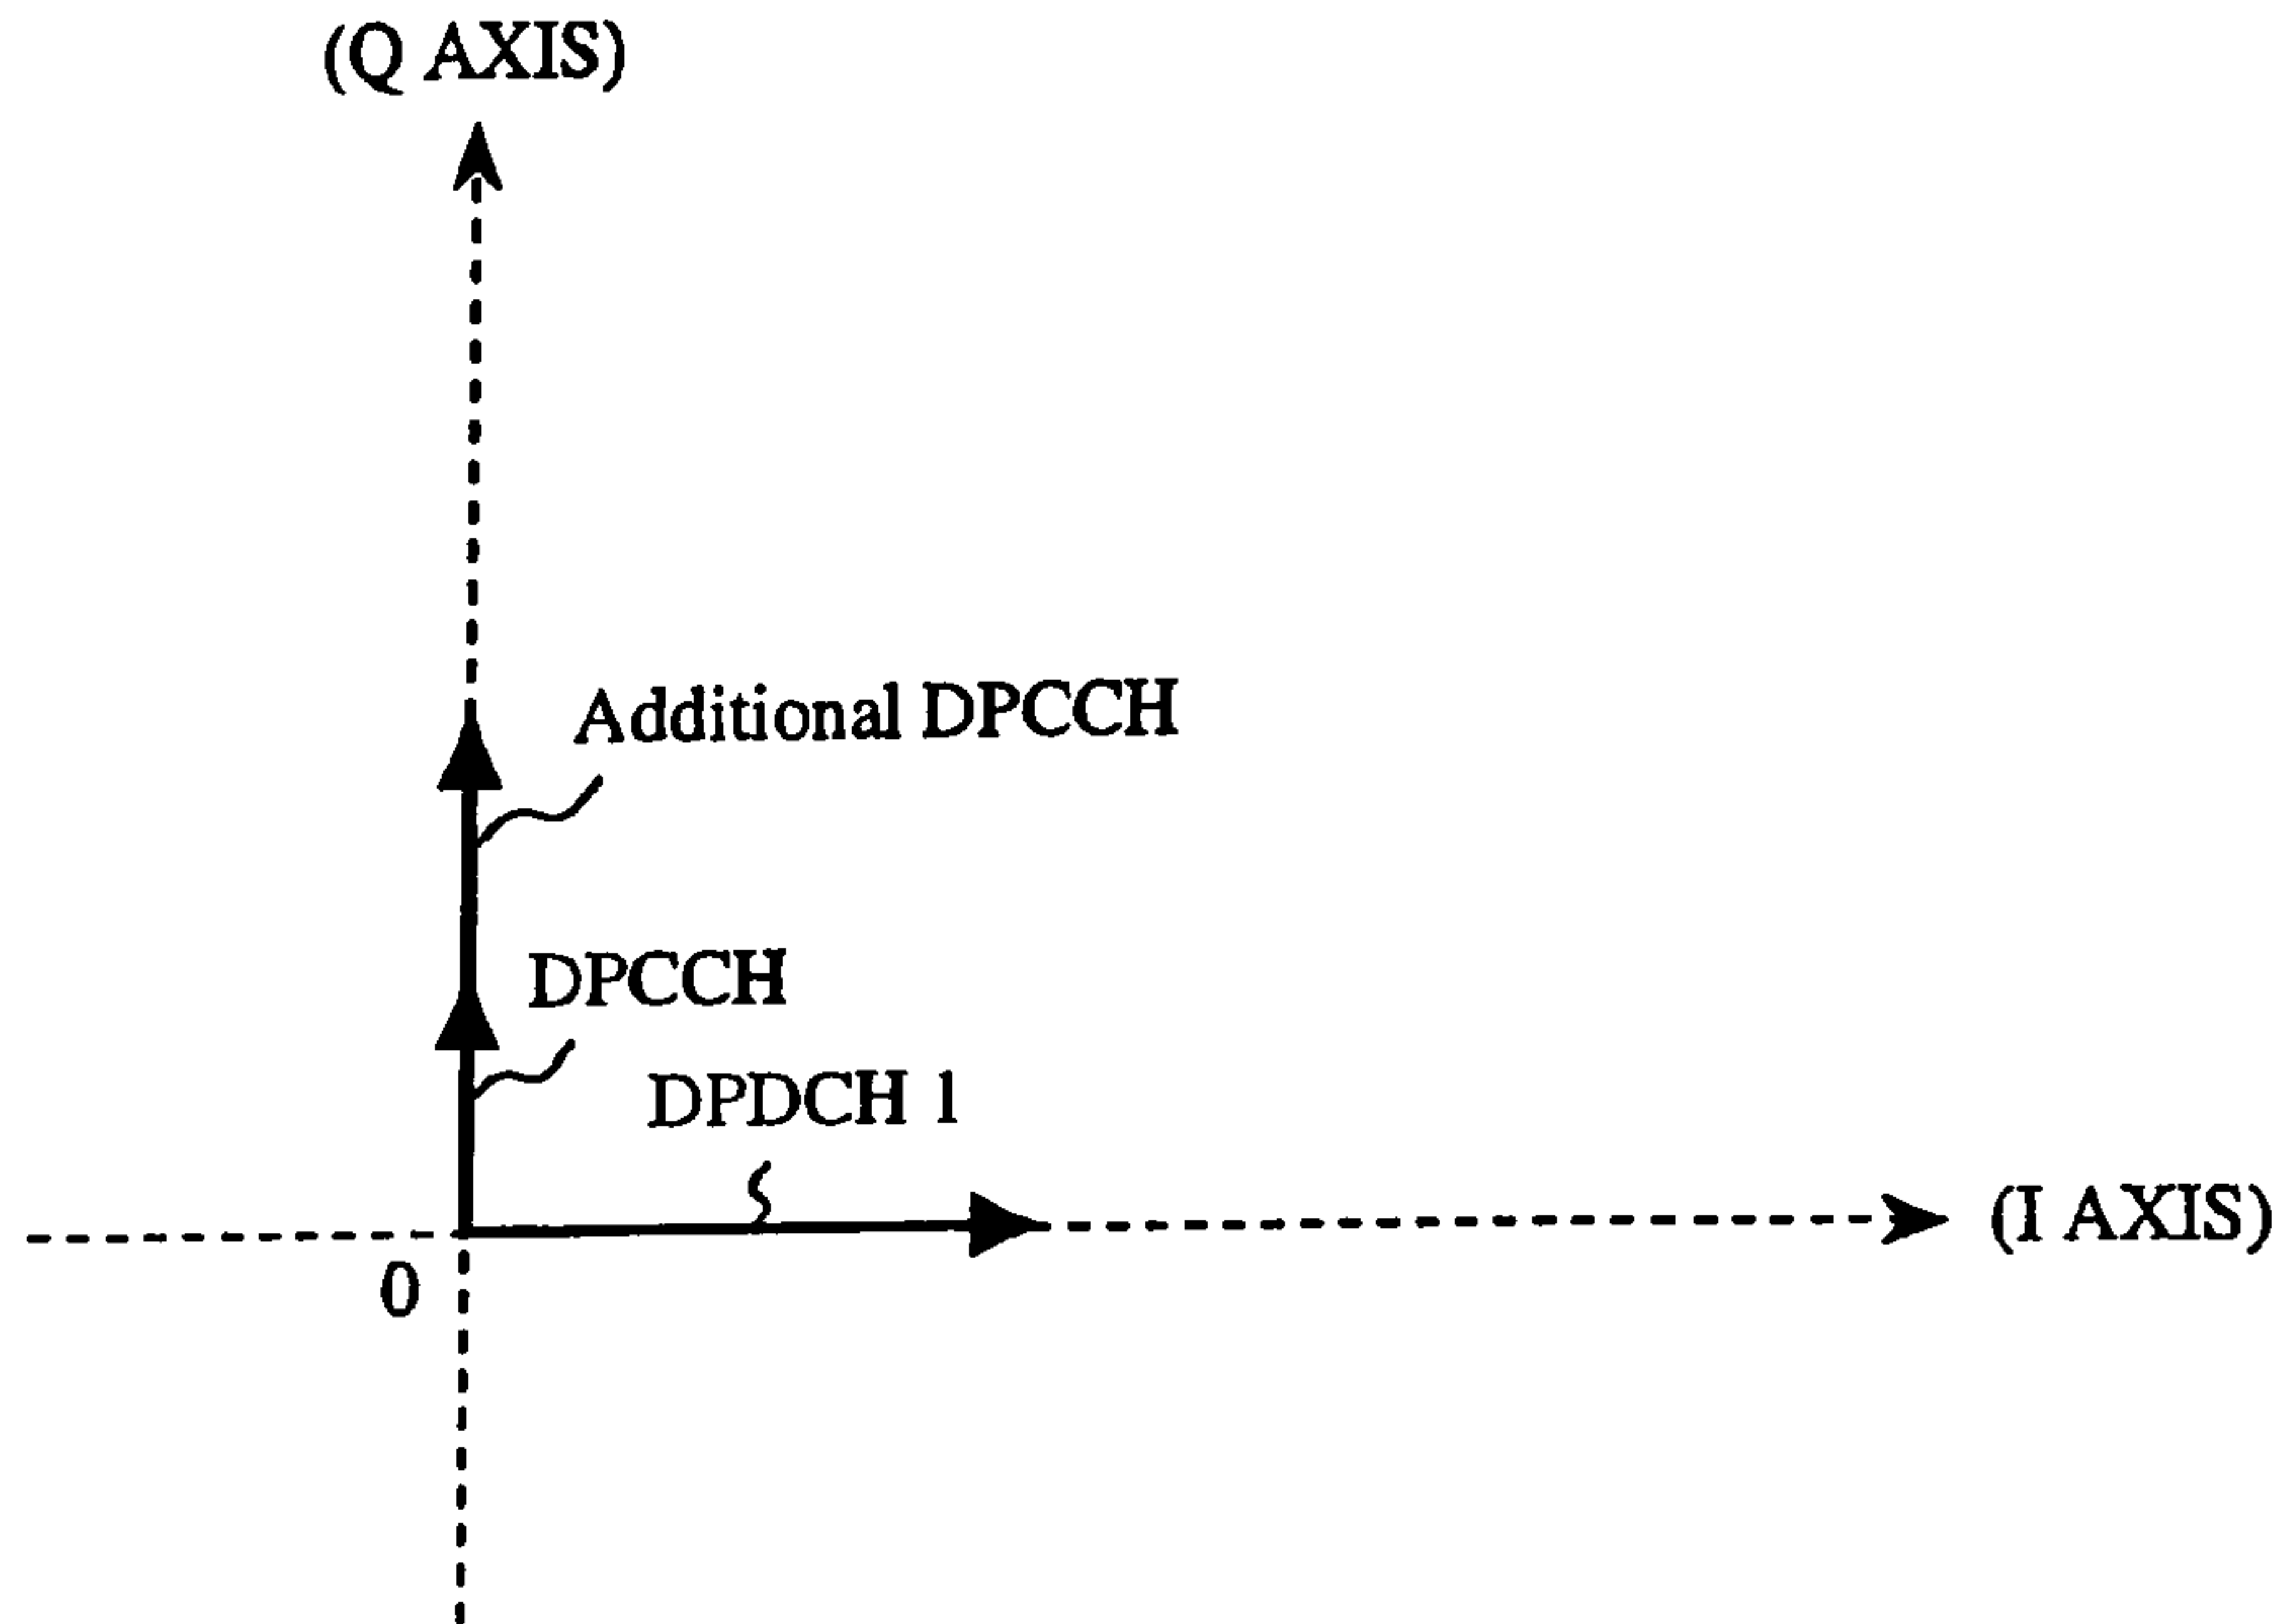 (Q AXIS)
Additional DPCCH
DPCCH
DPDCH 1
(I AXIS)
0